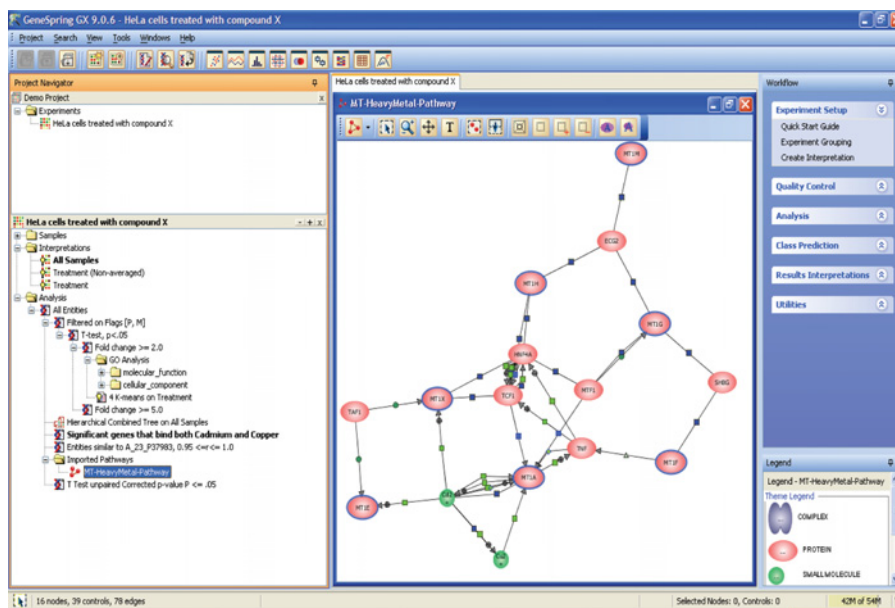 GeneSpring GX 9.0.6 - HeLa cells treated with compound X
Project Search View Tools Windows Help
Project Navigator
Demo Project
Experiments
HeLa cells treated with compound X
HeLa cells treated with compound X
Samples
Interpretations
All Samples
Treatment (Non-averaged)
Treatment
Analysis
All Entities
Filtered on Flags [P, M]
T-test, p<.05
Fold change >= 2.0
GO Analysis
molecular_function
cellular_component
4 K-means on Treatment
Fold change >= 5.0
Hierarchical Combined Tree on All Samples
Significant genes that bind both Cadmium and Copper
Entities similar to A_23_P37983, 0.95 <=r<= 1.0
Imported Pathways
MT-HeavyMetal-Pathway
T Test unpaired Corrected p-value P <= .05
HeLa cells treated with compound X
MT-HeavyMetal-Pathway
T
MT1M
MT1H
MT1G
HNF4A
MTP1
SHBG
MT1X
TCF1
TAF1
TNF
MT1F
MT1A
MT1E
Workflow
Experiment Setup
Quick Start Guide
Experiment Grouping
Create Interpretation
Quality Control
Analysis
Class Prediction
Results Interpretations
Utilities
Legend
Legend - MT-HeavyMetal-Pathway
Theme Legend
COMPLEX
PROTEIN
SMALLMOLECULE
16 nodes, 39 controls, 78 edges
Selected Nodes: 0, Controls: 0
42M of 54M